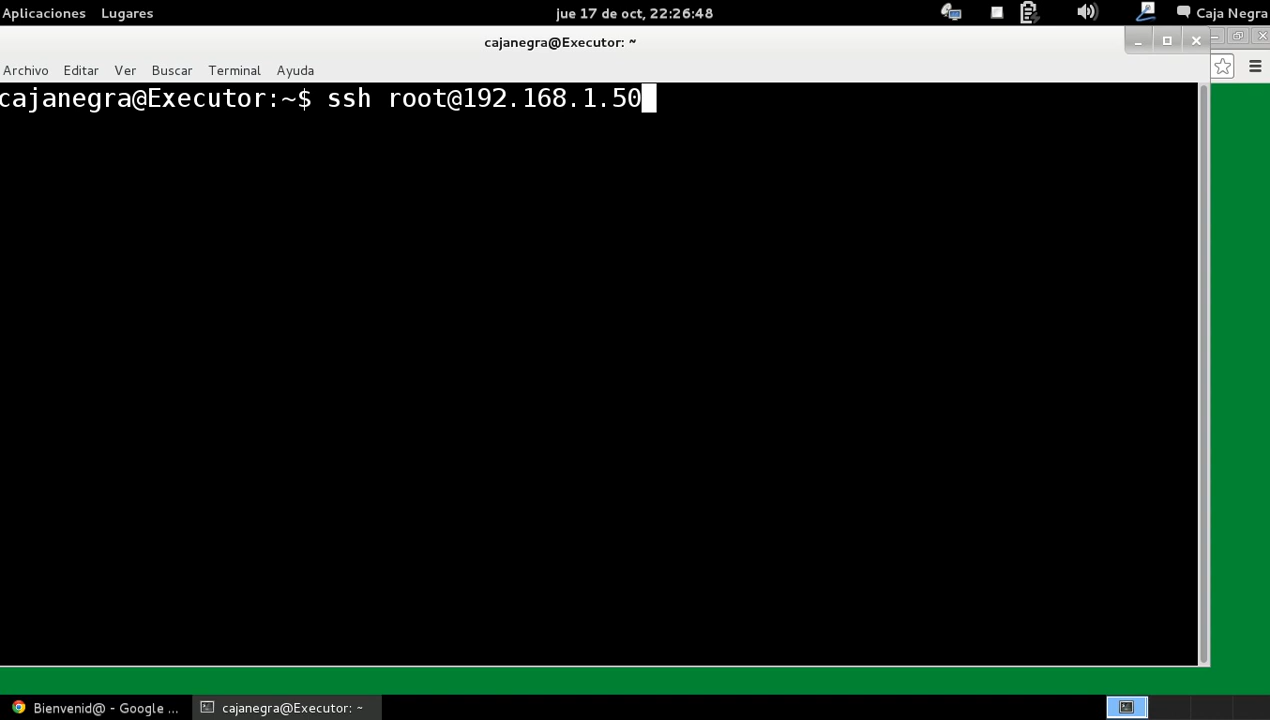 Aplicaciones Lugares jue 17 de oct, 22:26:48 Caja Negra
cajanegra@Executor: ~
Archivo Editar Ver Buscar Terminal Ayuda
cajanegra@Executor:~$ ssh root@192.168.1.50
Bienvenid@ - Google ... cajanegra@Executor: ~